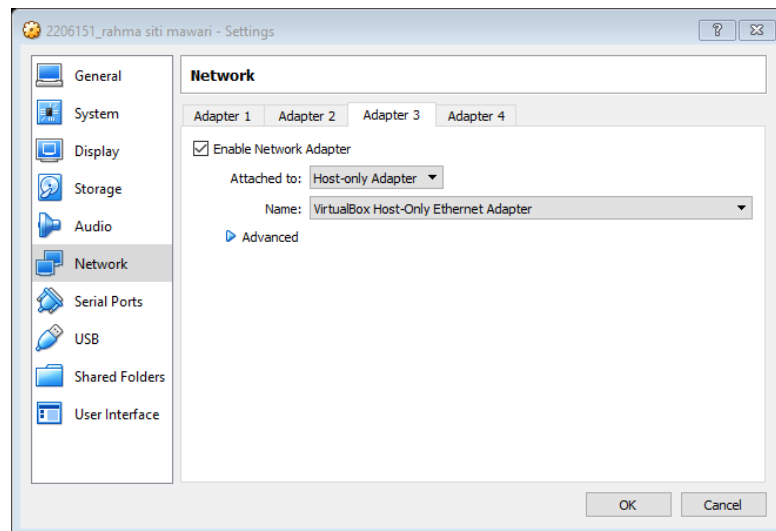 2206151_rahma siti mawari - Settings
?
General
System
Display
Storage
Audio
Network
Serial Ports
USB
Shared Folders
User Interface
Network
Adapter 1 Adapter 2 Adapter 3 Adapter 4
Enable Network Adapter
Attached to: Host-only Adapter
Name: VirtualBox Host-Only Ethernet Adapter
Advanced
OK Cancel